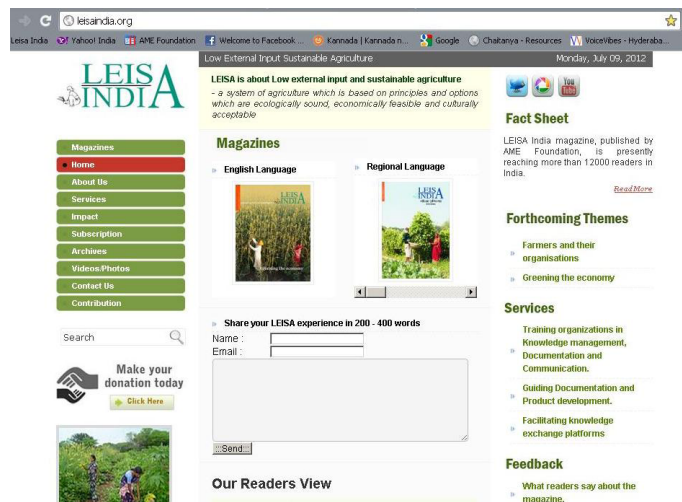 leisaindia.org
Leisa India Yahoo! India AME Foundation Welcome to Facebook ... Kannada | Kannada n... Google Chaitanya - Resources VoiceVibes - Hyderaba...
Low External Input Sustainable Agriculture Monday, July 09, 2012
LEISA
INDIA
LEISA is about Low external input and sustainable agriculture
- a system of agriculture which is based on principles and options
which are ecologically sound, economically feasible and culturally
acceptable
Magazines
Home
About Us
Services
Impact
Subscription
Archives
Videos/Photos
Contact Us
Contribution
Search
Make your
donation today
Click Here
Magazines
» English Language
LEIS
INDIA
» Regional Language
LEISA
INDIA
» Share your LEISA experience in 200 - 400 words
Name :
Email :
:::Send:::
Our Readers View
You
Tube
Fact Sheet
LEISA India magazine, published by
AME Foundation, is presently
reaching more than 12000 readers in
India.
Read More
Forthcoming Themes
» Farmers and their
organisations
» Greening the economy
Services
» Training organizations in
Knowledge management,
Documentation and
Communication.
» Guiding Documentation and
Product development.
» Facilitating knowledge
exchange platforms
Feedback
» What readers say about the
magazine.